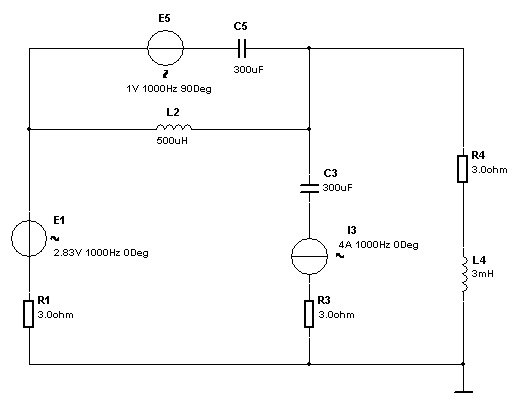 E5
C5
300uF
1V 1000Hz 90Deg
L2
500uH
R4
3.0ohm
C3
300uF
E1
2.83V 1000Hz 0Deg
I3
4A 1000Hz 0Deg
L4
3mH
R1
3.0ohm
R3
3.0ohm